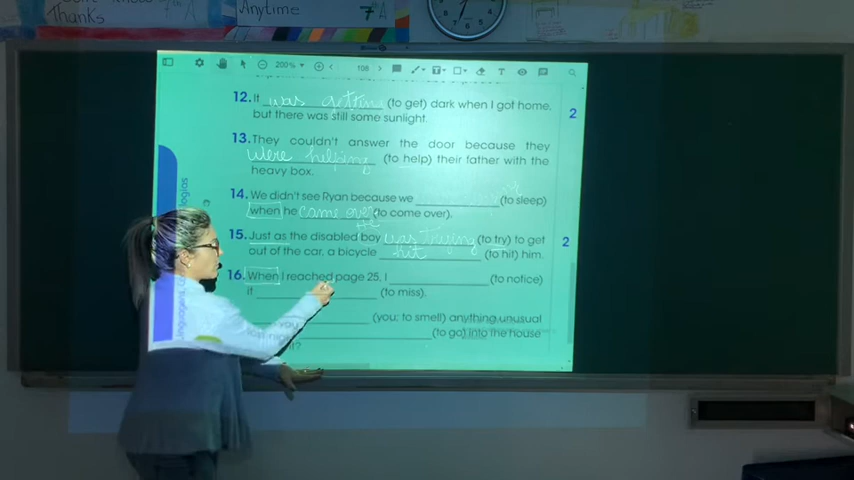 Thanks
Anytime
7th A
200%
108
12. It was getting (to get) dark when I got home,
but there was still some sunlight.
2
13. They couldn't answer the door because they
were helping (to help) their father with the
heavy box.
14. We didn't see Ryan because we (to sleep)
when he came over (to come over).
15. Just as the disabled boy was trying (to try) to get
out of the car, a bicycle hit (to hit) him.
2
16. When I reached page 25, I (to notice)
it (to miss).
(you; to smell) anything unusual
(to go) into the house